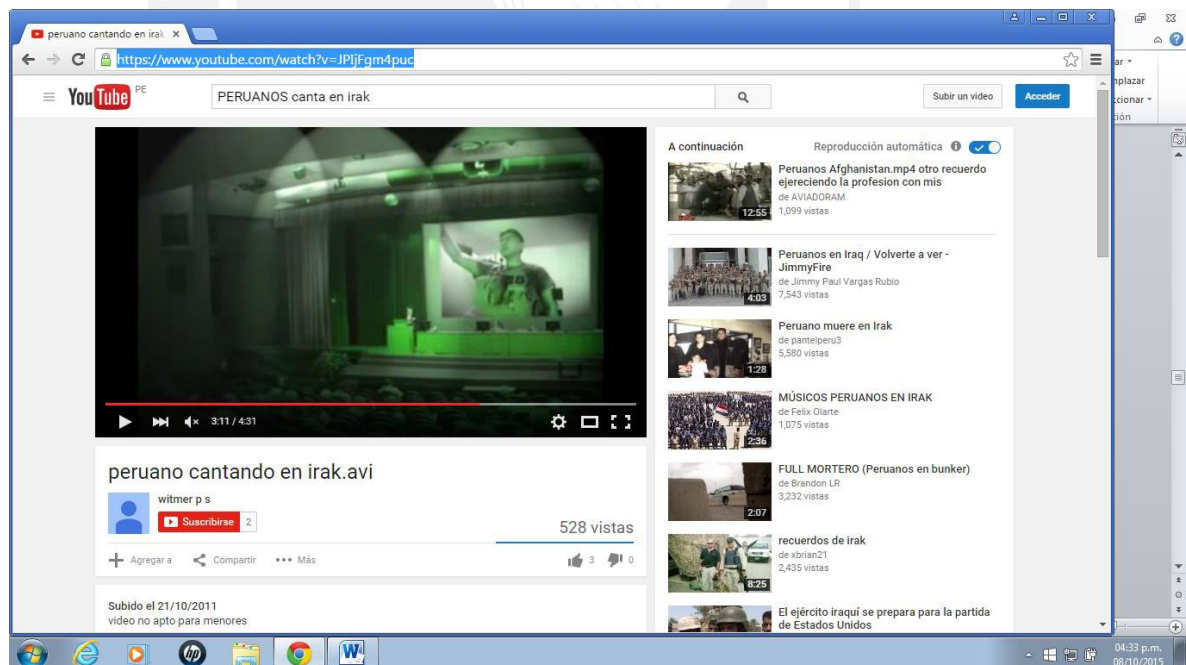 peruano cantando en irak
https://www.youtube.com/watch?v=JPIjFgm4puc
YouTube PE
PERUANOS canta en irak
Subir un video
Acceder
3:11 / 4:31
peruano cantando en irak.avi
witmer p s
Suscribirse 2
528 vistas
Agregar a
Compartir
Más
3
0
Subido el 21/10/2011
video no apto para menores
A continuación
Reproducción automática
Peruanos Afghanistan.mp4 otro recuerdo
ejereciendo la profesion con mis
de AVIADORAM
1,099 vistas
12:55
Peruanos en Iraq / Volverte a ver -
JimmyFire
de Jimmy Paul Vargas Rubio
7,543 vistas
4:03
Peruano muere en Irak
de pantelperu3
5,580 vistas
1:28
MÚSICOS PERUANOS EN IRAK
de Felix Olarte
1,075 vistas
2:36
FULL MORTERO (Peruanos en bunker)
de Brandon LR
3,232 vistas
2:07
recuerdos de irak
de xbrian21
2,435 vistas
8:25
El ejército iraquí se prepara para la partida
de Estados Unidos
ar
nplazar
ccionar
ción
hp
W
04:33 p.m.
08/10/2015